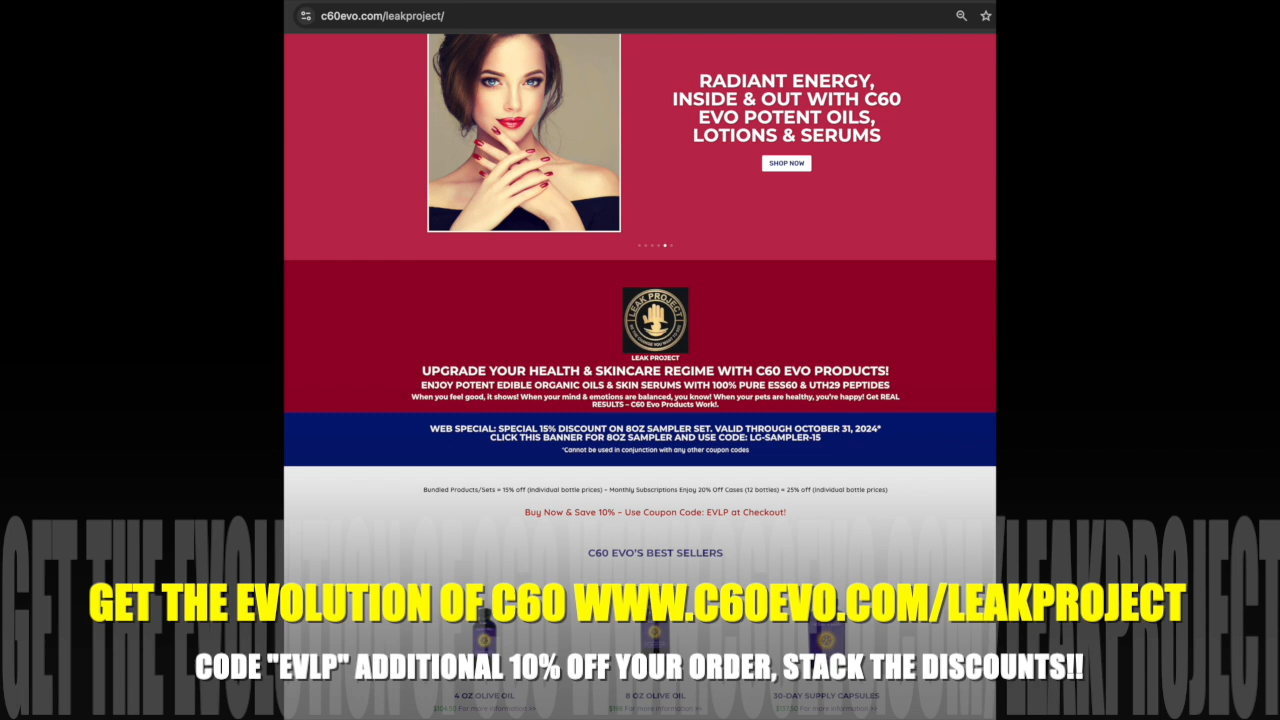 c60evo.com/leakproject/
RADIANT ENERGY,
INSIDE & OUT WITH C60
EVO POTENT OILS,
LOTIONS & SERUMS
SHOP NOW
LEAK PROJECT
LEAK PROJECT
UPGRADE YOUR HEALTH & SKINCARE REGIME WITH C60 EVO PRODUCTS!
ENJOY POTENT EDIBLE ORGANIC OILS & SKIN SERUMS WITH 100% PURE ESS60 & UTH29 PEPTIDES
When you feel good, it shows! When your mind & emotions are balanced, you know! When your pets are healthy, you're happy! Get REAL
RESULTS – C60 Evo Products Work!.
WEB SPECIAL: SPECIAL 15% DISCOUNT ON 8OZ SAMPLER SET. VALID THROUGH OCTOBER 31, 2024*
CLICK THIS BANNER FOR 8OZ SAMPLER AND USE CODE: LG-SAMPLER-15
*Cannot be used in conjunction with any other coupon codes
Bundled Products/Sets = 15% off (individual bottle prices) – Monthly Subscriptions Enjoy 20% Off Cases (12 bottles) = 25% off (individual bottle prices)
Buy Now & Save 10% – Use Coupon Code: EVLP at Checkout!
C60 EVO'S BEST SELLERS
GET THE EVOLUTION OF C60 WWW.C60EVO.COM/LEAKPROJECT
CODE "EVLP" ADDITIONAL 10% OFF YOUR ORDER, STACK THE DISCOUNTS!!
4 OZ OLIVE OIL 8 OZ OLIVE OIL 30-DAY SUPPLY CAPSULES
For more information >> For more information >> For more information >>